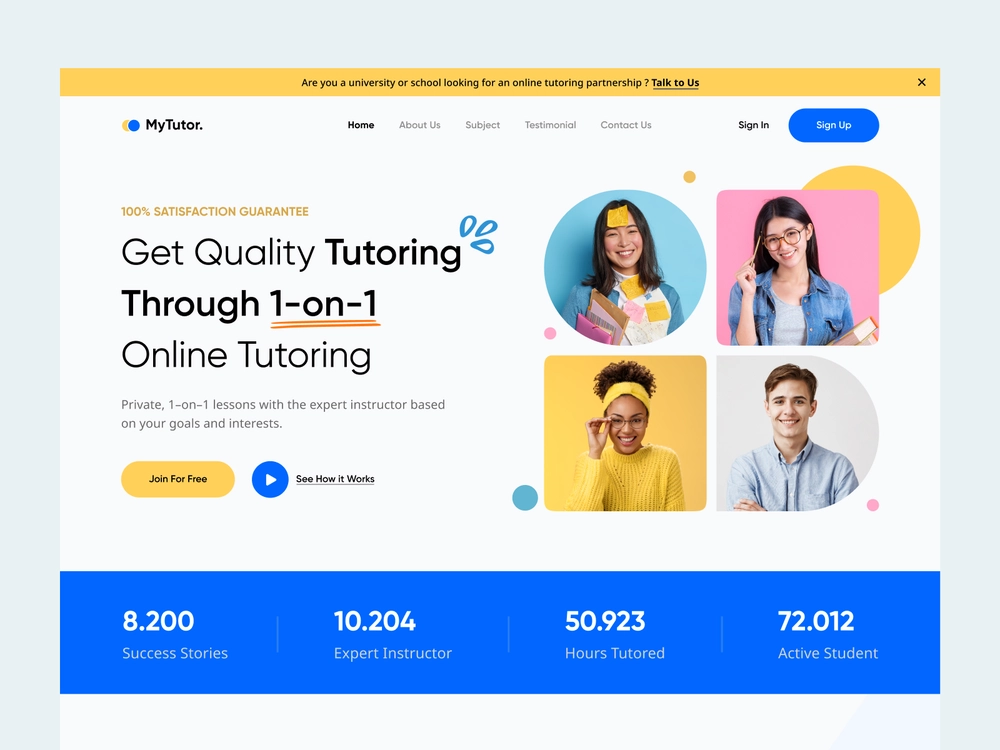 Are you a university or school looking for an online tutoring partnership ? Talk to Us
MyTutor.
Home
About Us
Subject
Testimonial
Contact Us
Sign In
Sign Up
100% SATISFACTION GUARANTEE
Get Quality Tutoring
Through 1-on-1
Online Tutoring
Private, 1–on–1 lessons with the expert instructor based
on your goals and interests.
Join For Free
See How it Works
8.200
Success Stories
10.204
Expert Instructor
50.923
Hours Tutored
72.012
Active Student